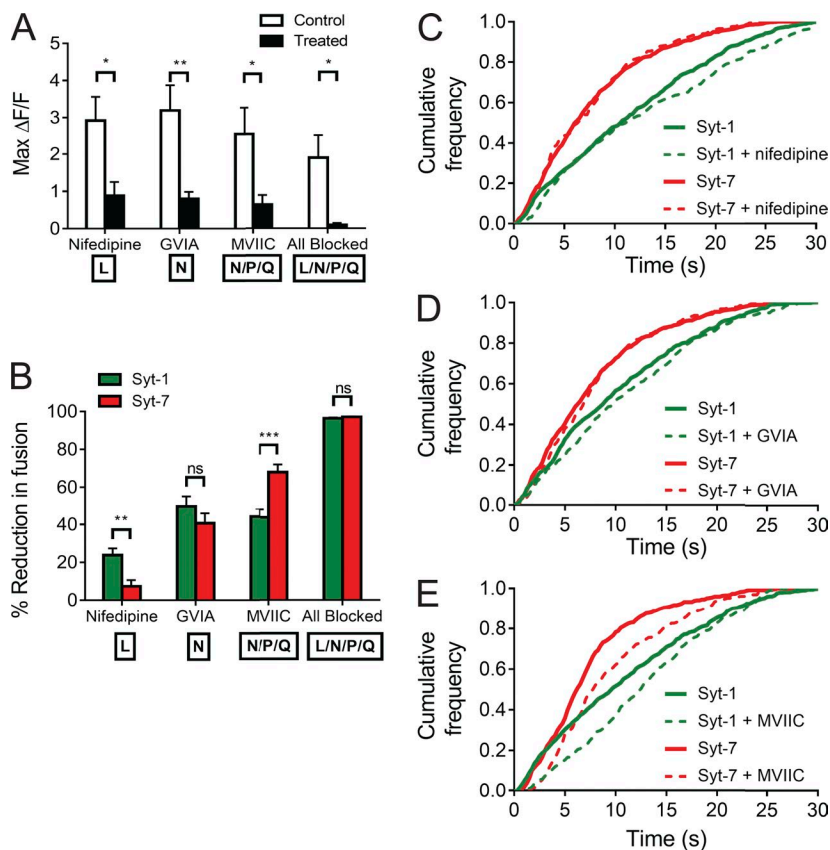 A
Control
Treated
Max ΔF/F
5
4
3
2
1
0
*
**
*
*
Nifedipine
GVIA
MVIIC
All Blocked
L
N
N/P/Q
L/N/P/Q
B
Syt-1
Syt-7
% Reduction in fusion
100
80
60
40
20
0
**
ns
***
ns
Nifedipine
GVIA
MVIIC
All Blocked
L
N
N/P/Q
L/N/P/Q
C
Cumulative
frequency
1.0
0.8
0.6
0.4
0.2
0.0
Syt-1
Syt-1 + nifedipine
Syt-7
Syt-7 + nifedipine
0 5 10 15 20 25 30
Time (s)
D
Cumulative
frequency
1.0
0.8
0.6
0.4
0.2
0.0
Syt-1
Syt-1 + GVIA
Syt-7
Syt-7 + GVIA
0 5 10 15 20 25 30
Time (s)
E
Cumulative
frequency
1.0
0.8
0.6
0.4
0.2
0.0
Syt-1
Syt-1 + MVIIC
Syt-7
Syt-7 + MVIIC
0 5 10 15 20 25 30
Time (s)